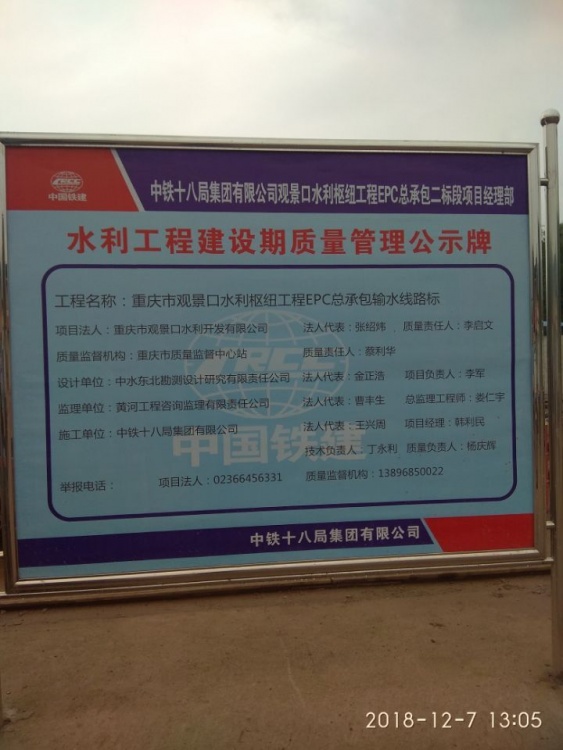 CRCC
中国铁建
中铁十八局集团有限公司观景口水利枢纽工程EPC总承包二标段项目经理部
水利工程建设期质量管理公示牌
工程名称：重庆市观景口水利枢纽工程EPC总承包输水线路标
项目法人：重庆市观景口水利开发有限公司 法人代表：张绍炜 质量责任人：李启文
质量监督机构：重庆市质量监督中心站 质量责任人：蔡利华
设计单位：中水东北勘测设计研究有限责任公司 法人代表：金正浩 项目负责人：李军
监理单位：黄河工程咨询监理有限责任公司 法人代表：曹丰生 总监理工程师：娄仁宇
施工单位：中铁十八局集团有限公司 法人代表：王兴周 项目经理：韩利民
技术负责人：丁永利 质量负责人：杨庆辉
举报电话： 项目法人：02366456331 质量监督机构：13896850022
CRCC
中国铁建
中铁十八局集团有限公司
2018-12-7 13:05